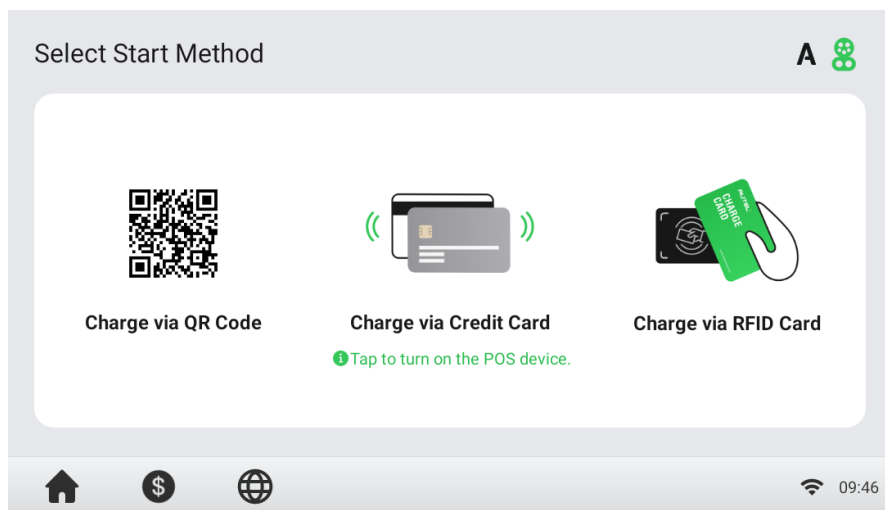 Select Start Method
A
AUTEL
CHARGE
CARD
Charge via QR Code
Charge via Credit Card
Charge via RFID Card
Tap to turn on the POS device.
09:46